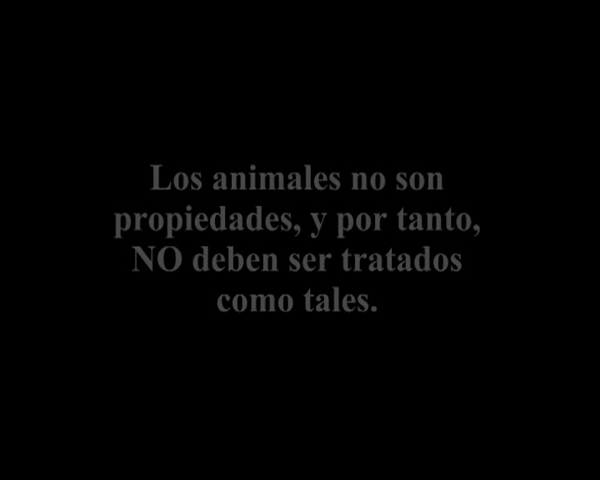 Los animales no son
propiedades, y por tanto,
NO deben ser tratados
como tales.